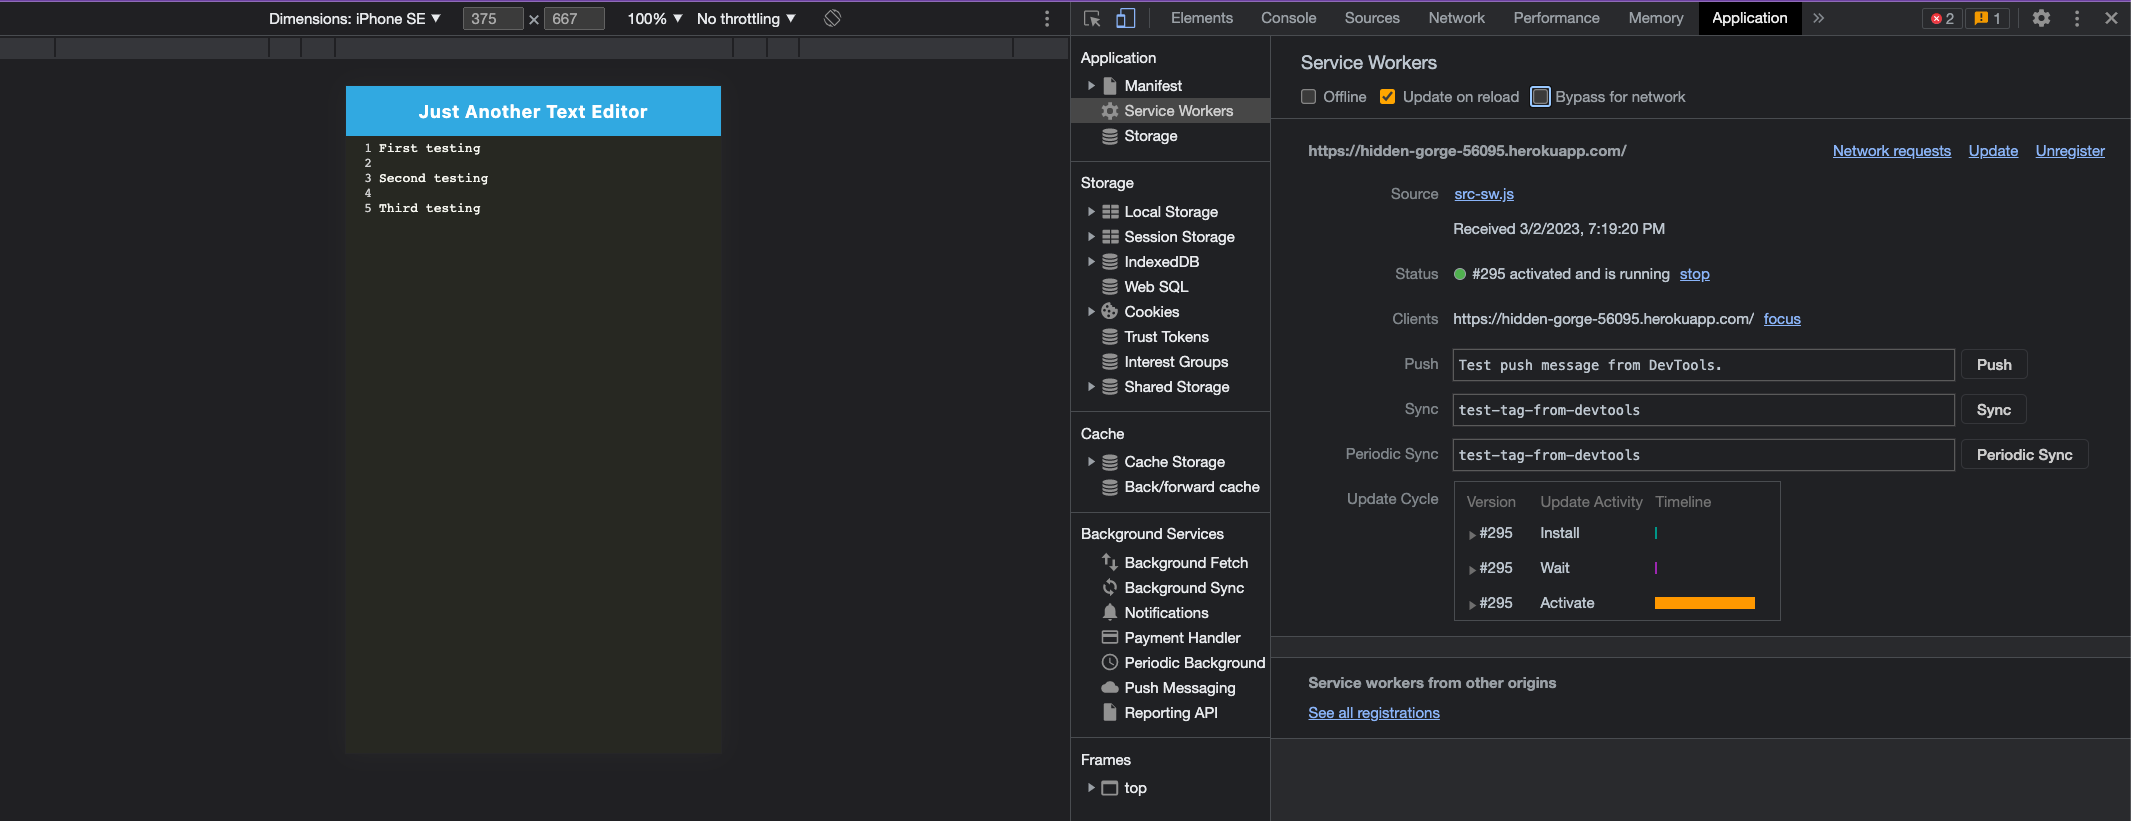 Dimensions: iPhone SE ▼ 375 × 667 100% ▼ No throttling ▼
Elements Console Sources Network Performance Memory Application » 2 1
Just Another Text Editor
1 First testing
2
3 Second testing
4
5 Third testing
Application
Manifest
Service Workers
Storage
Storage
Local Storage
Session Storage
IndexedDB
Web SQL
Cookies
Trust Tokens
Interest Groups
Shared Storage
Cache
Cache Storage
Back/forward cache
Background Services
Background Fetch
Background Sync
Notifications
Payment Handler
Periodic Background
Push Messaging
Reporting API
Frames
top
Service Workers
Offline Update on reload Bypass for network
https://hidden-gorge-56095.herokuapp.com/ Network requests Update Unregister
Source src-sw.js
Received 3/2/2023, 7:19:20 PM
Status #295 activated and is running stop
Clients https://hidden-gorge-56095.herokuapp.com/ focus
Push Test push message from DevTools. Push
Sync test-tag-from-devtools Sync
Periodic Sync test-tag-from-devtools Periodic Sync
Update Cycle Version Update Activity Timeline
#295 Install
#295 Wait
#295 Activate
Service workers from other origins
See all registrations